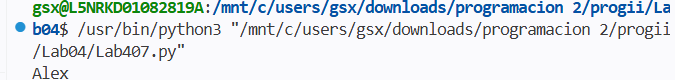 gsx@L5NRKD01082819A:/mnt/c/users/gsx/downloads/programacion 2/progii/La
b04$ /usr/bin/python3 "/mnt/c/users/gsx/downloads/programacion 2/progii
/Lab04/Lab407.py"
Alex